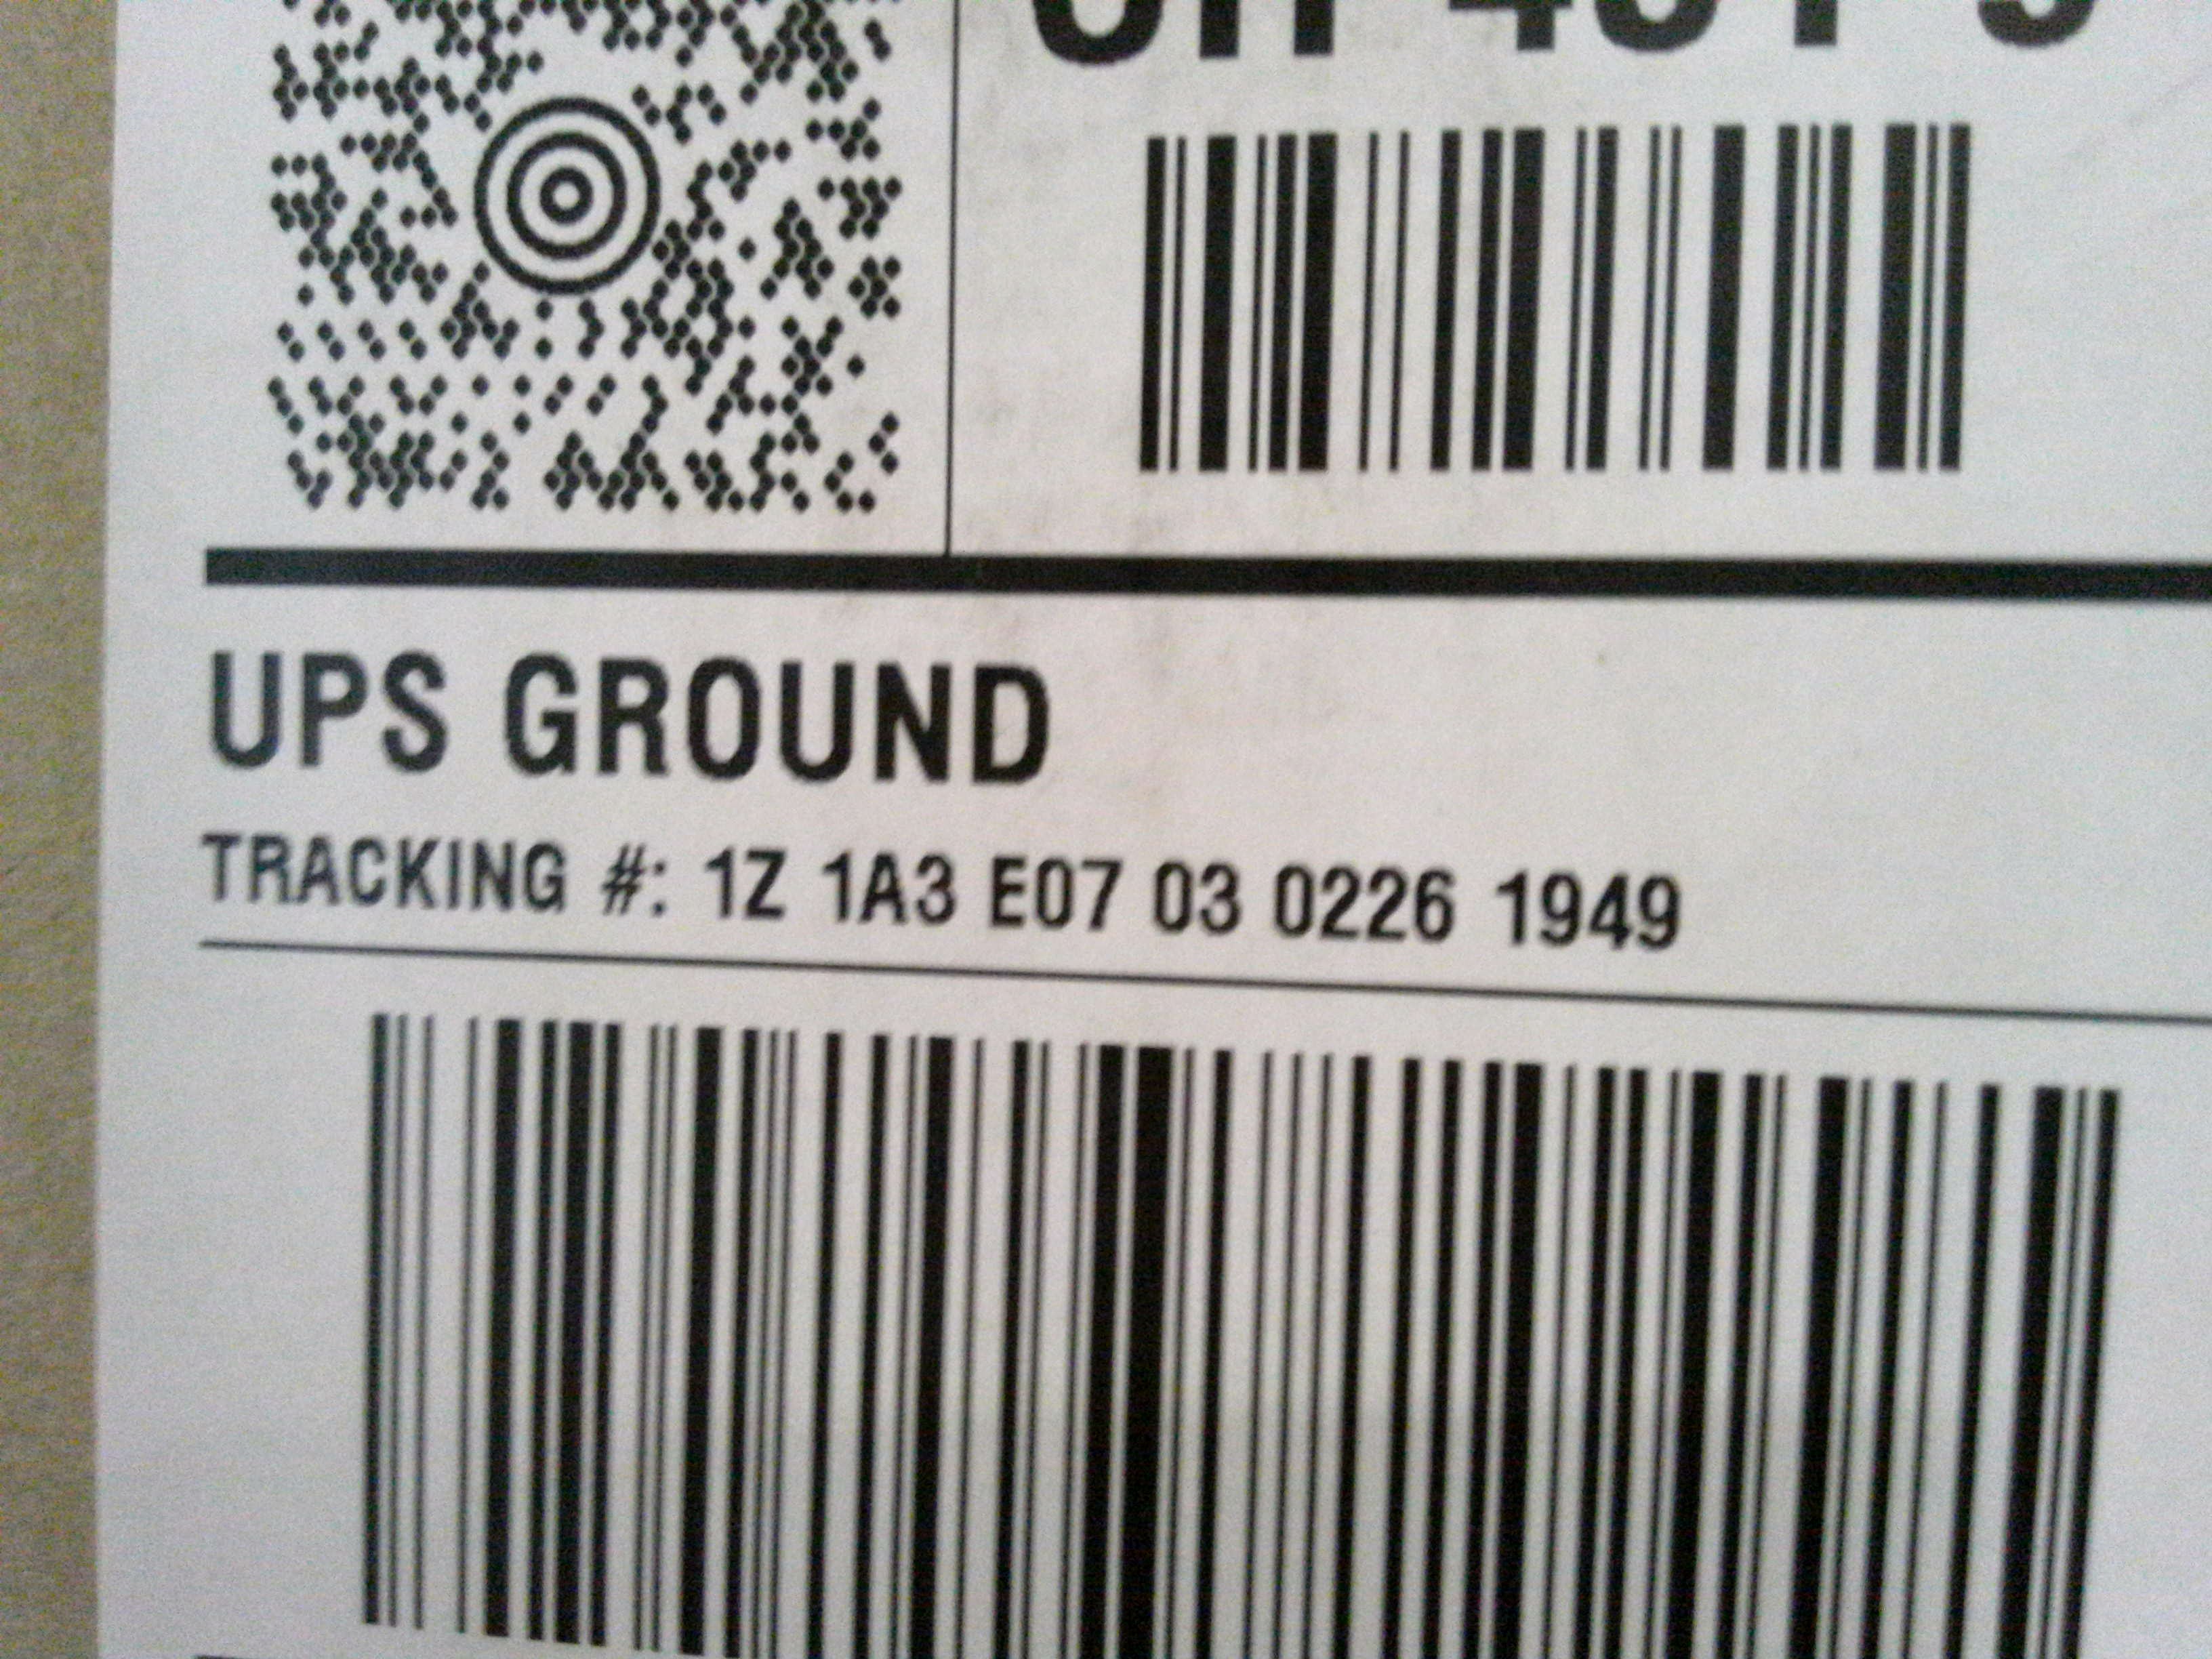 UPS GROUND
TRACKING #: 1Z 1A3 E07 03 0226 1949